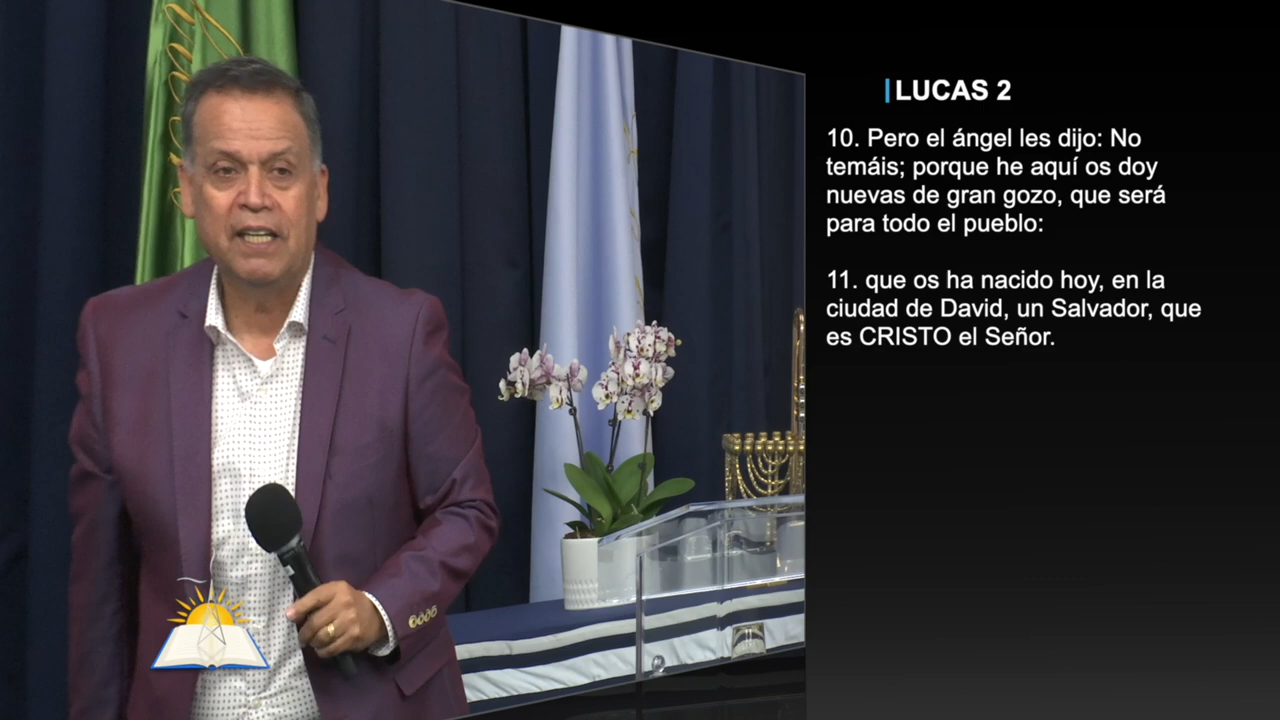 LUCAS 2
10. Pero el ángel les dijo: No
temáis; porque he aquí os doy
nuevas de gran gozo, que será
para todo el pueblo:
11. que os ha nacido hoy, en la
ciudad de David, un Salvador, que
es CRISTO el Señor.